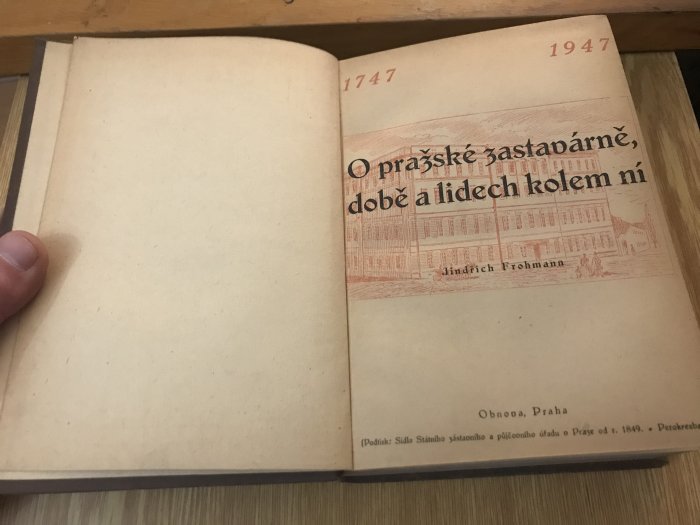 1747 1947
O pražské zastavárně,
době a lidech kolem ní
Jindřich Frohmann
Obnova, Praha
(Podtisk: Sídlo Státního zástavního a půjčovního úřadu v Praze od r. 1849. • Perokresba